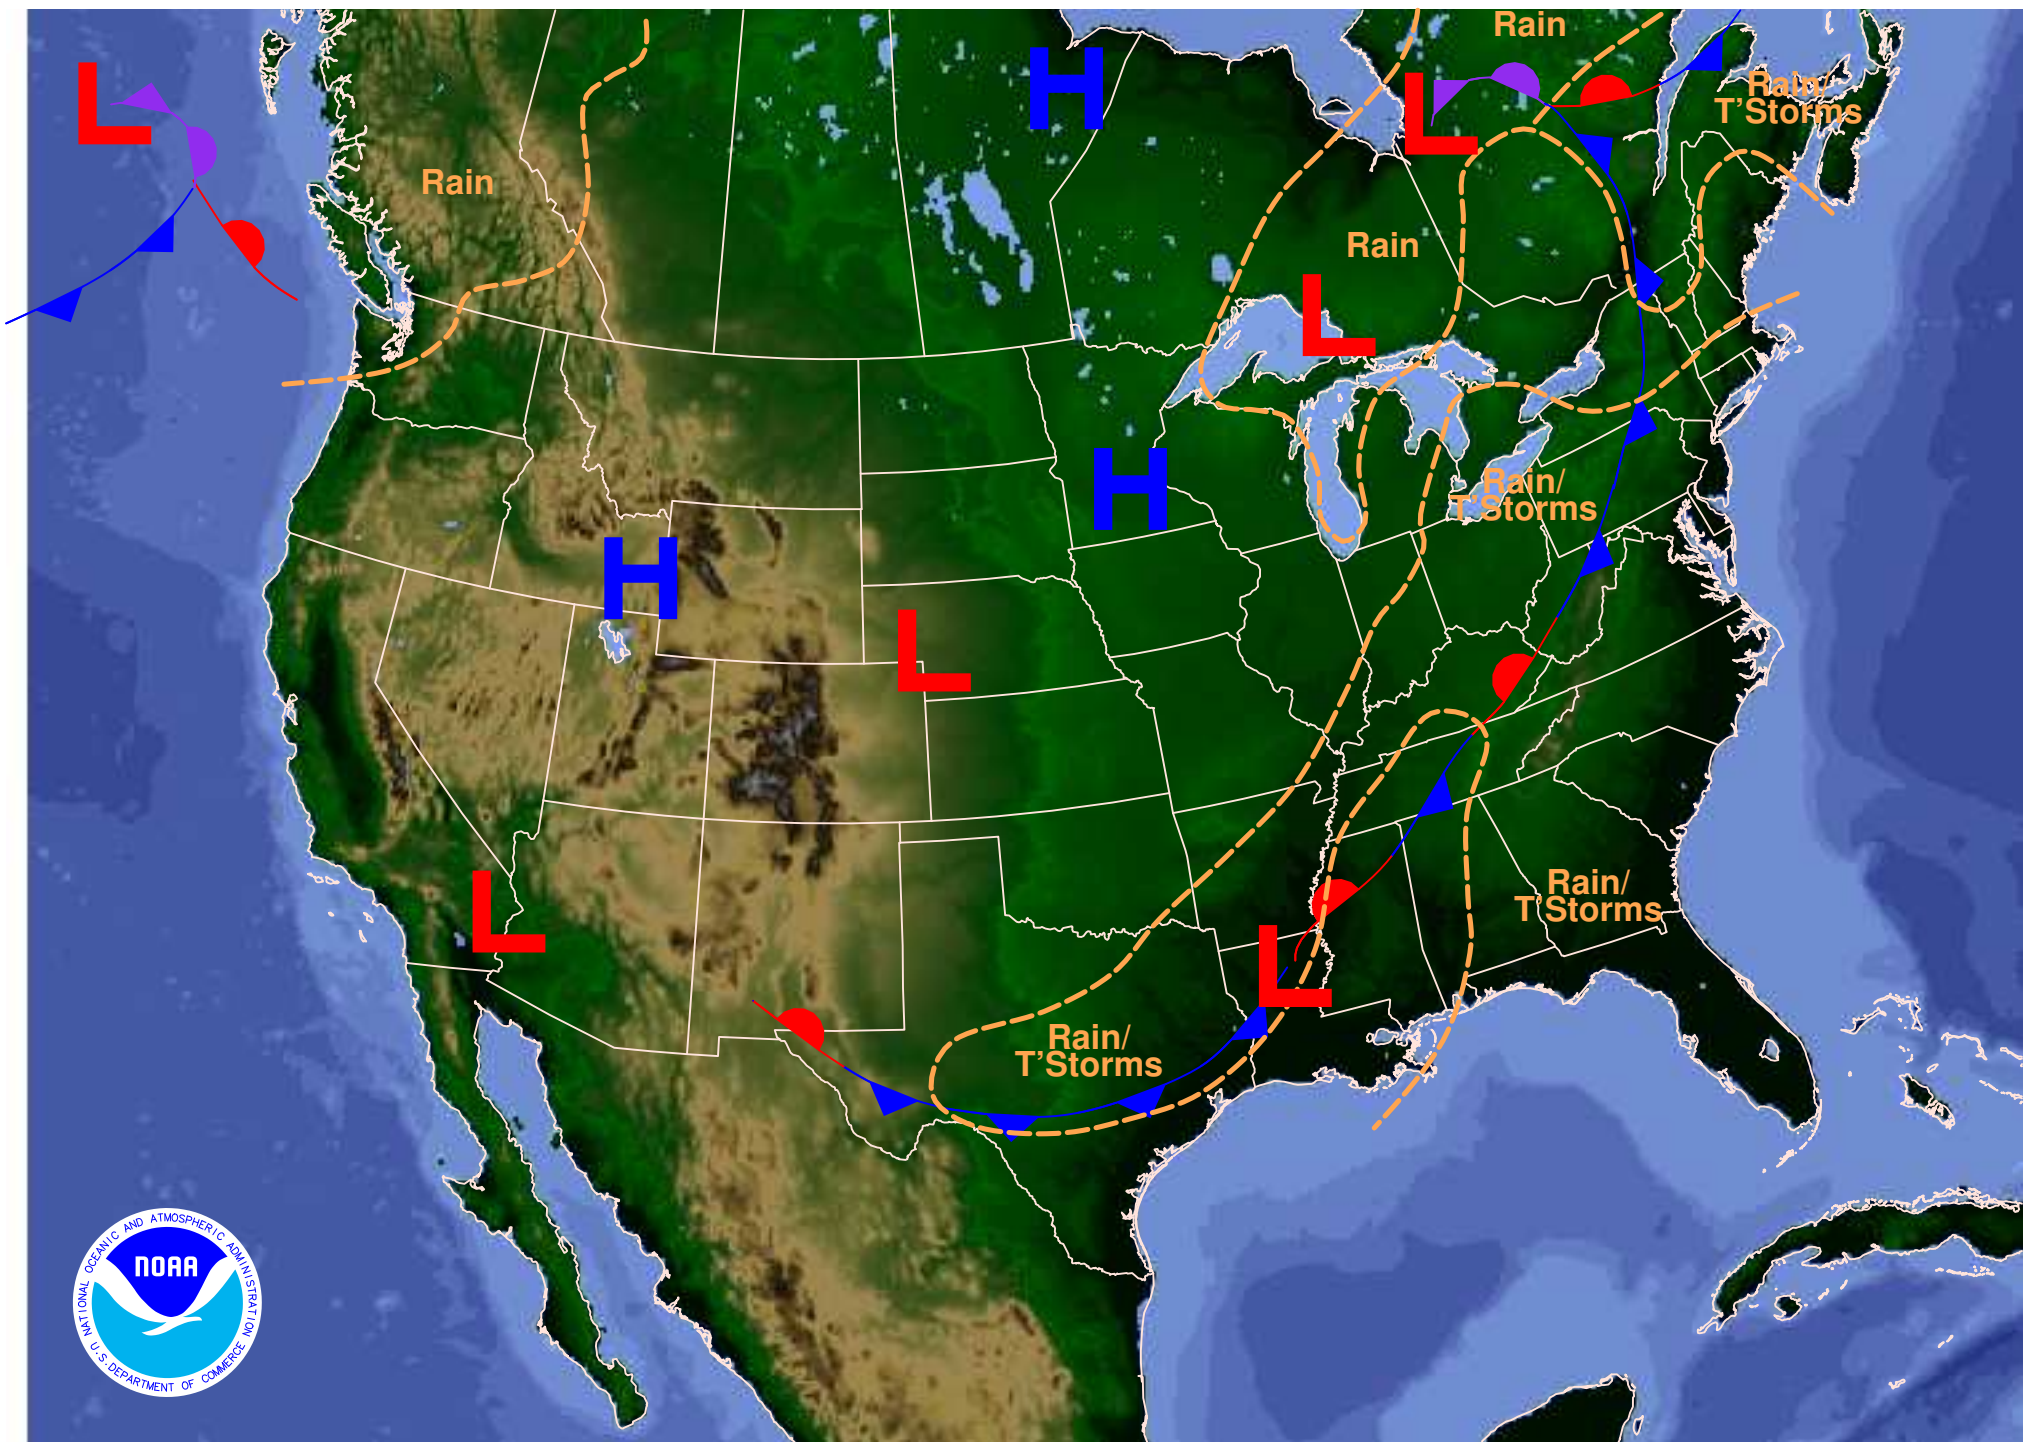 Rain
H
L
L
Rain/
T'Storms
Rain
Rain
L
H
Rain/
T'Storms
H
L
Rain/
T'Storms
L
L
Rain/
T'Storms
NATIONAL OCEANIC AND ATMOSPHERIC ADMINISTRATION
NOAA
U.S. DEPARTMENT OF COMMERCE